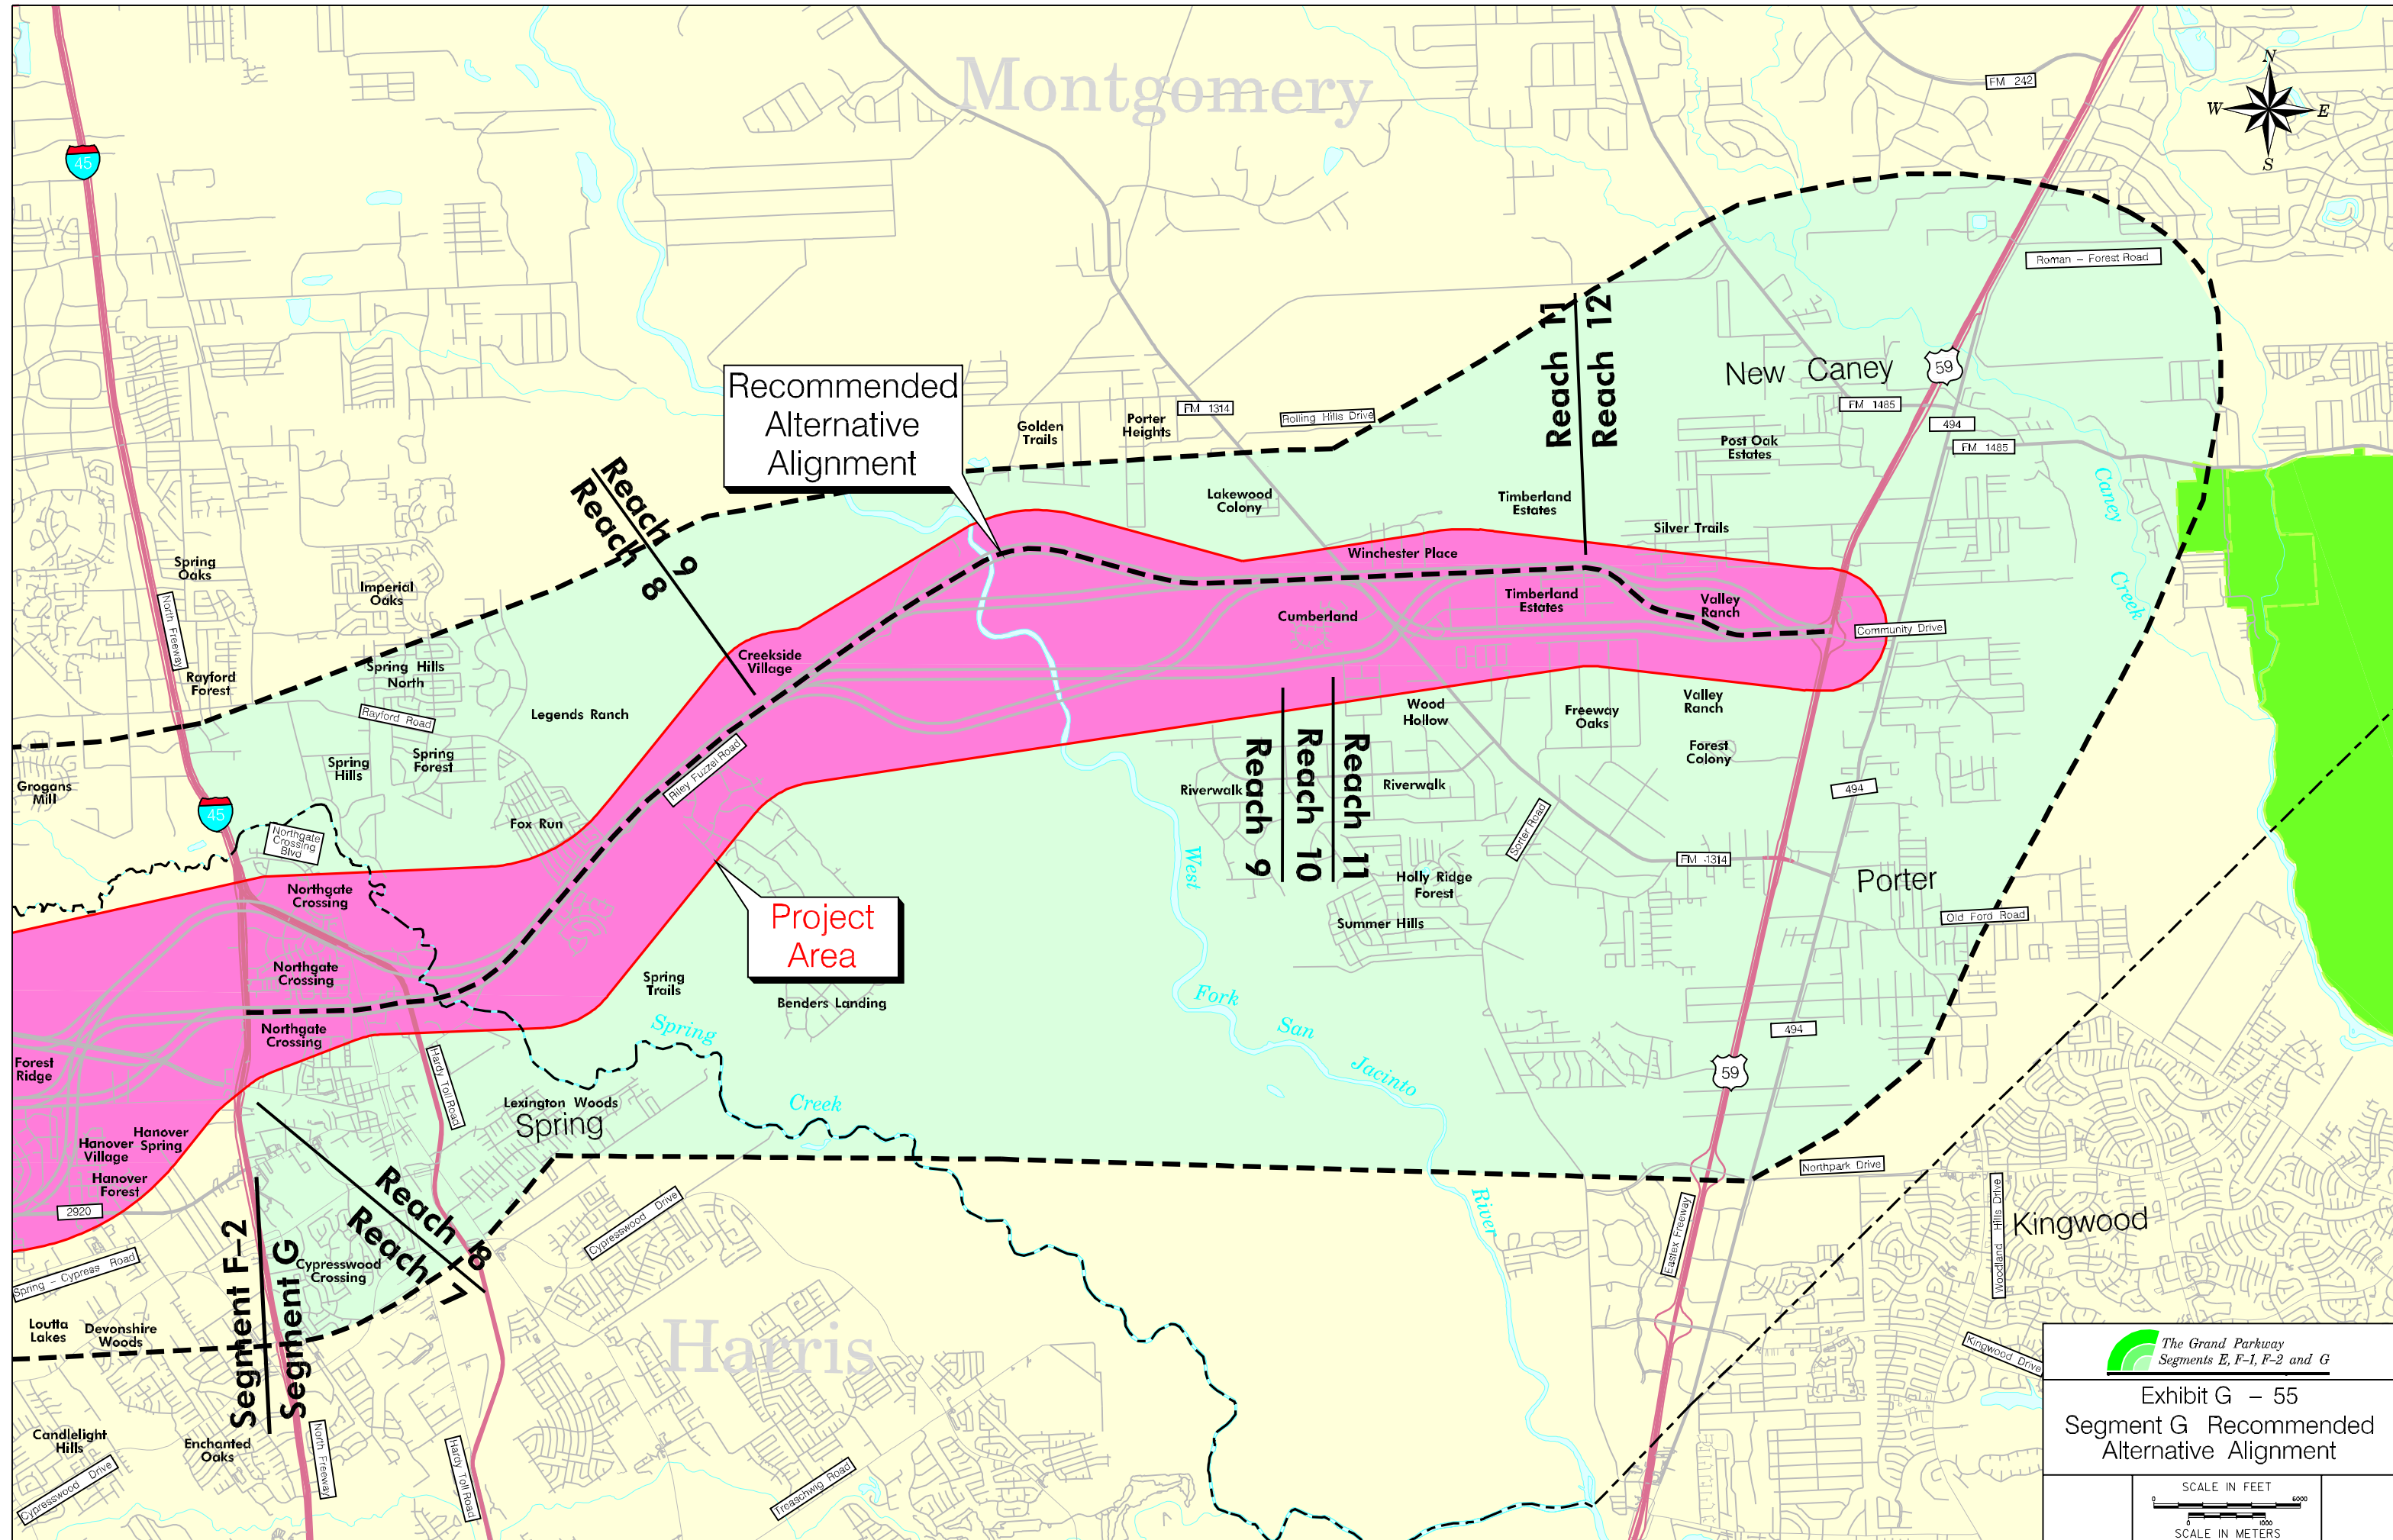 Montgomery
FM 242
N
W
E
S
45
Roman - Forest Road
Reach 11
Reach 12
New Caney
59
FM 1485
494
FM 1485
Recommended
Alternative
Alignment
Golden
Trails
Porter
Heights
FM 1314
Rolling Hills Drive
Post Oak
Estates
Reach 9
Reach 8
Lakewood
Colony
Timberland
Estates
Silver Trails
Caney
Creek
Winchester Place
Spring
Oaks
Imperial
Oaks
North Freeway
Timberland
Estates
Valley
Ranch
Cumberland
Community Drive
Creekside
Village
Spring Hills
North
Rayford
Forest
Rayford Road
Legends Ranch
Wood
Hollow
Freeway
Oaks
Valley
Ranch
Forest
Colony
Spring
Hills
Spring
Forest
Riley Fuzzel Road
Grogans
Mill
45
Fox Run
Northgate
Crossing
Blvd
Riverwalk
Reach 9
Reach 10
Reach 11
Riverwalk
494
Sorter Road
FM 1314
Holly Ridge
Forest
Summer Hills
Porter
Old Ford Road
Northgate
Crossing
Project
Area
Northgate
Crossing
Spring
Trails
Benders Landing
Northgate
Crossing
West
Fork
San
Jacinto
River
494
59
Forest
Ridge
Hardy Toll Road
Spring
Creek
Lexington Woods
Spring
Hanover
Spring
Hanover
Village
Hanover
Forest
2920
Northpark Drive
Reach 8
Reach 7
Cypresswood Drive
Eastex Freeway
Woodland Hills Drive
Kingwood
Spring - Cypress Road
Segment F-2
Segment G
Cypresswood
Crossing
Loutta
Lakes
Devonshire
Woods
Harris
Kingwood Drive
Candlelight
Hills
Enchanted
Oaks
North Freeway
Hardy Toll Road
Cypresswood Drive
Treaschwig Road
The Grand Parkway
Segments E, F-1, F-2 and G
Exhibit G - 55
Segment G Recommended
Alternative Alignment
SCALE IN FEET
0 6000
0 1000
SCALE IN METERS